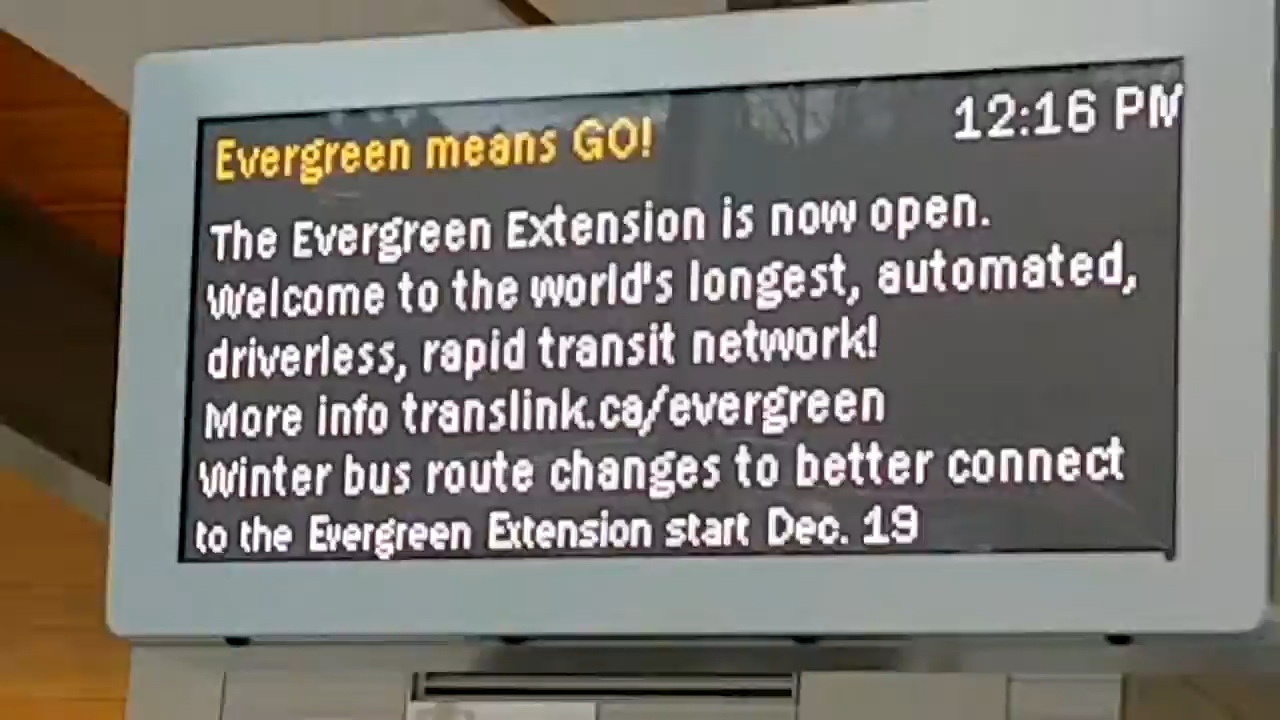 12:16 PM
Evergreen means GO!
The Evergreen Extension is now open.
Welcome to the world's longest, automated,
driverless, rapid transit network!
More info translink.ca/evergreen
Winter bus route changes to better connect
to the Evergreen Extension start Dec. 19